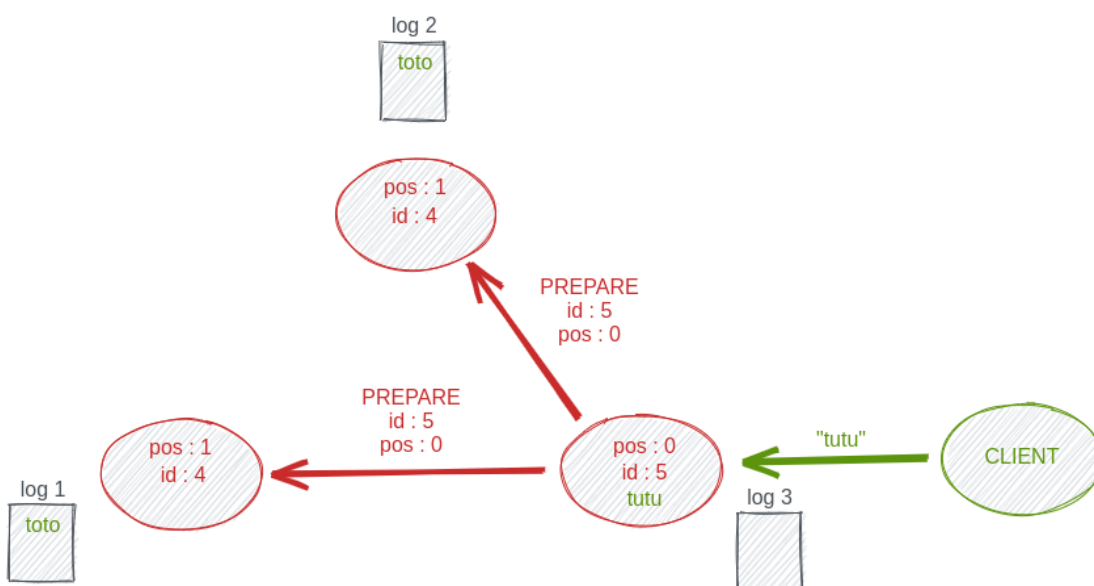 log 2
toto
pos : 1
id : 4
PREPARE
id : 5
pos : 0
PREPARE
id : 5
pos : 0
pos : 1
id : 4
log 1
toto
pos : 0
id : 5
tutu
log 3
"tutu"
CLIENT